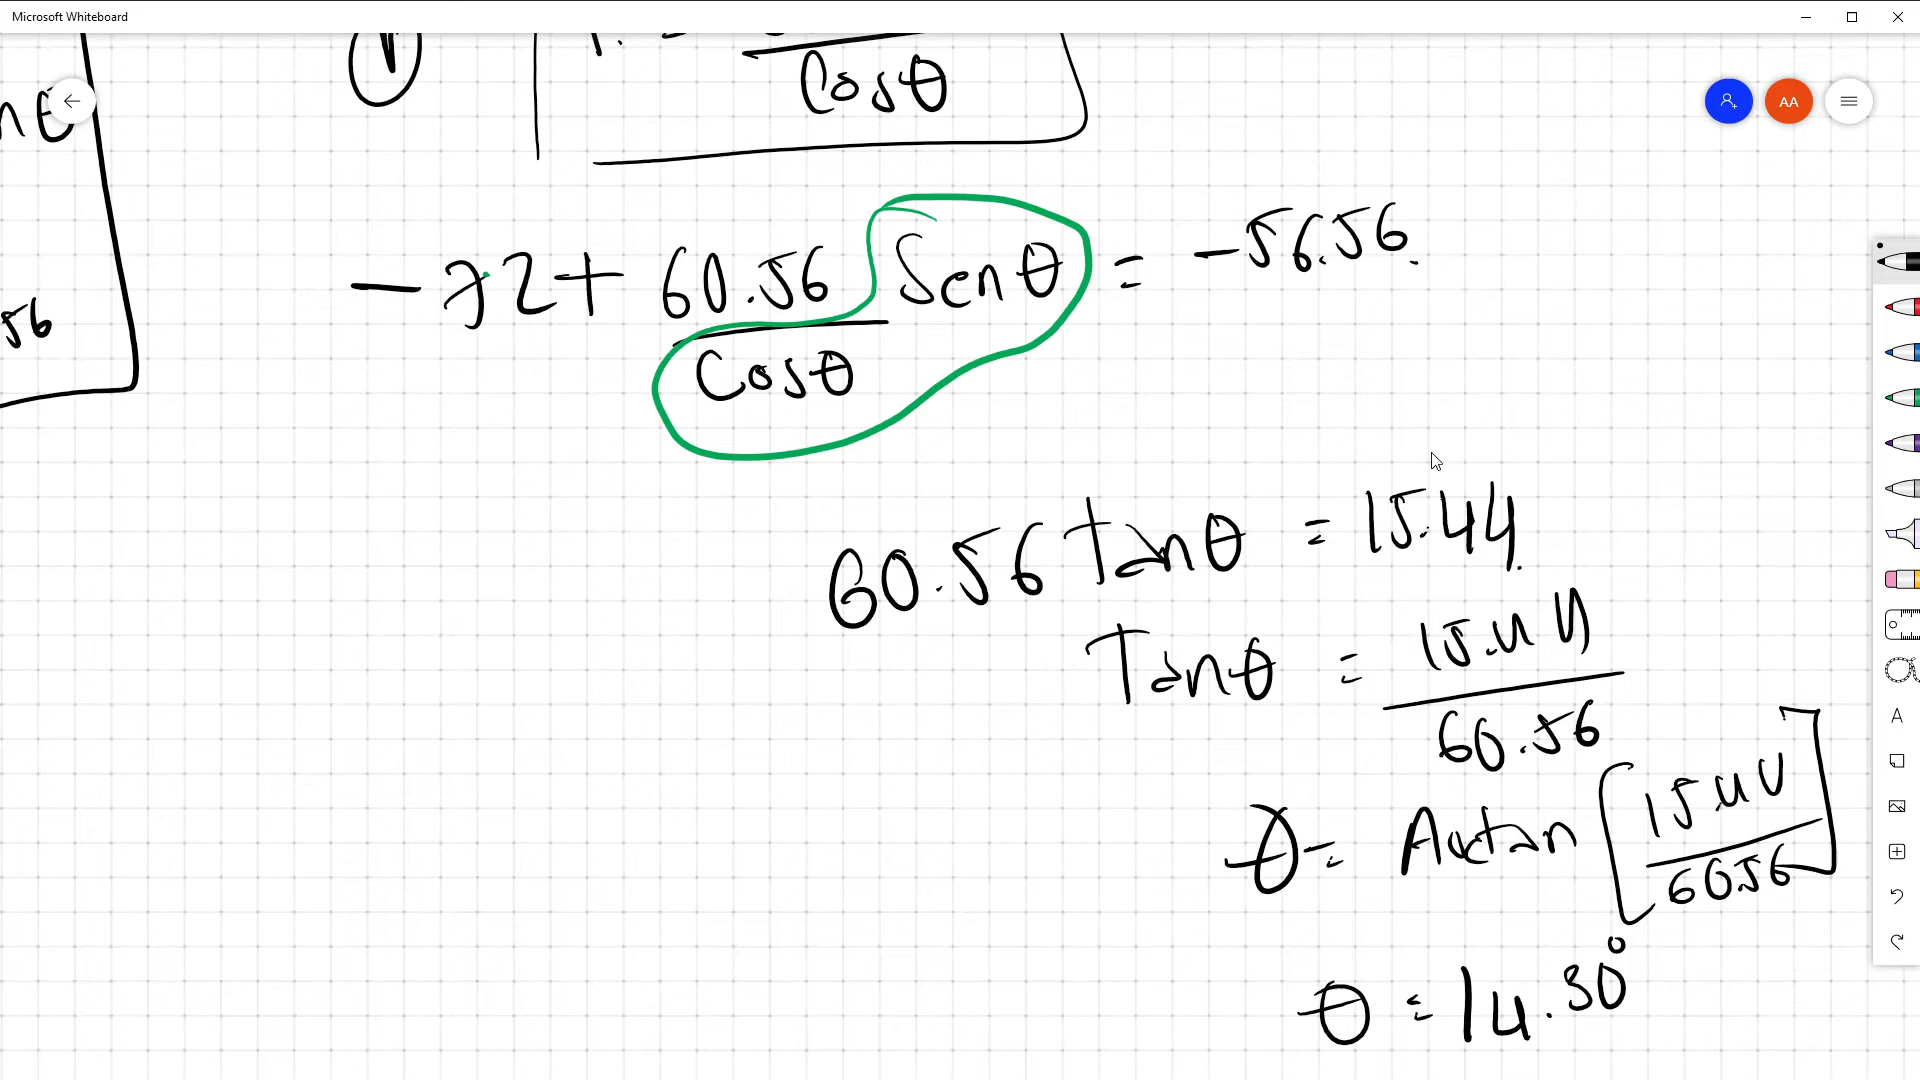 Microsoft Whiteboard
Cosθ
AA
-72 + 60.56 Senθ = -56.56.
Cosθ
56
60.56 Tanθ = 15.44
Tanθ = 15.44
60.56
θ = Arctan [ 15.44
60.56 ]
θ = 14.30°